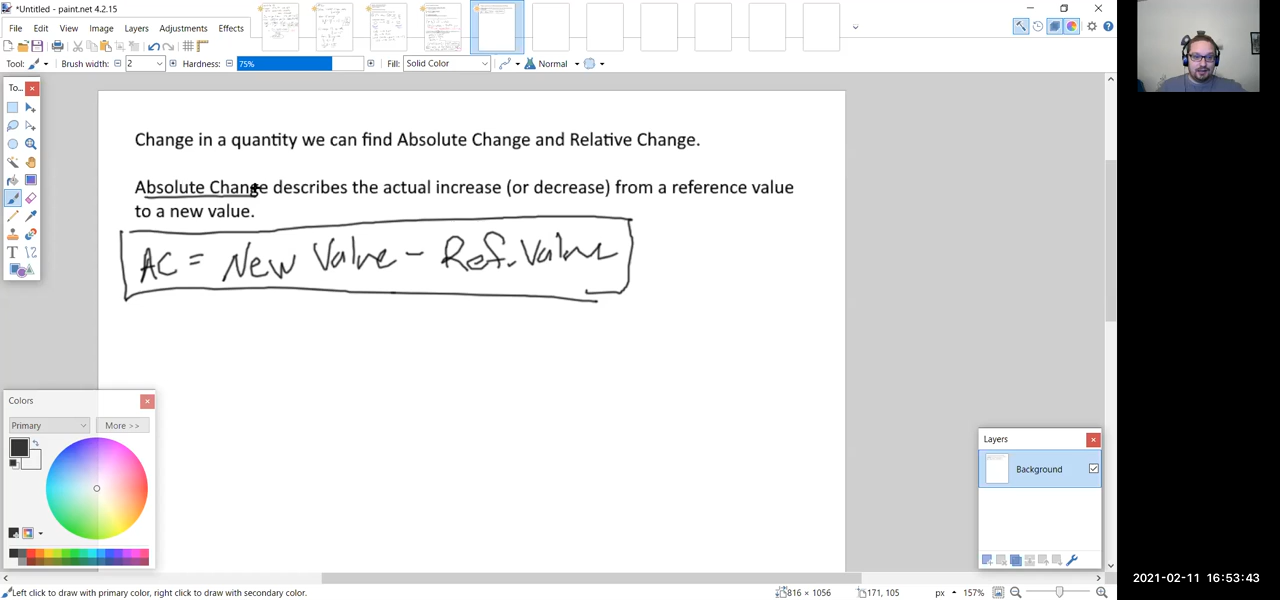 *Untitled - paint.net 4.2.15
File Edit View Image Layers Adjustments Effects
Tool: Brush width: 2 Hardness: 75% Fill: Solid Color Normal
To...
Change in a quantity we can find Absolute Change and Relative Change.
Absolute Change describes the actual increase (or decrease) from a reference value
to a new value.
AC = New Value - Ref. Value
Colors
Primary More >>
Layers
Background
2021-02-11 16:53:43
Left click to draw with primary color, right click to draw with secondary color. 816 × 1056 171, 105 px 157%